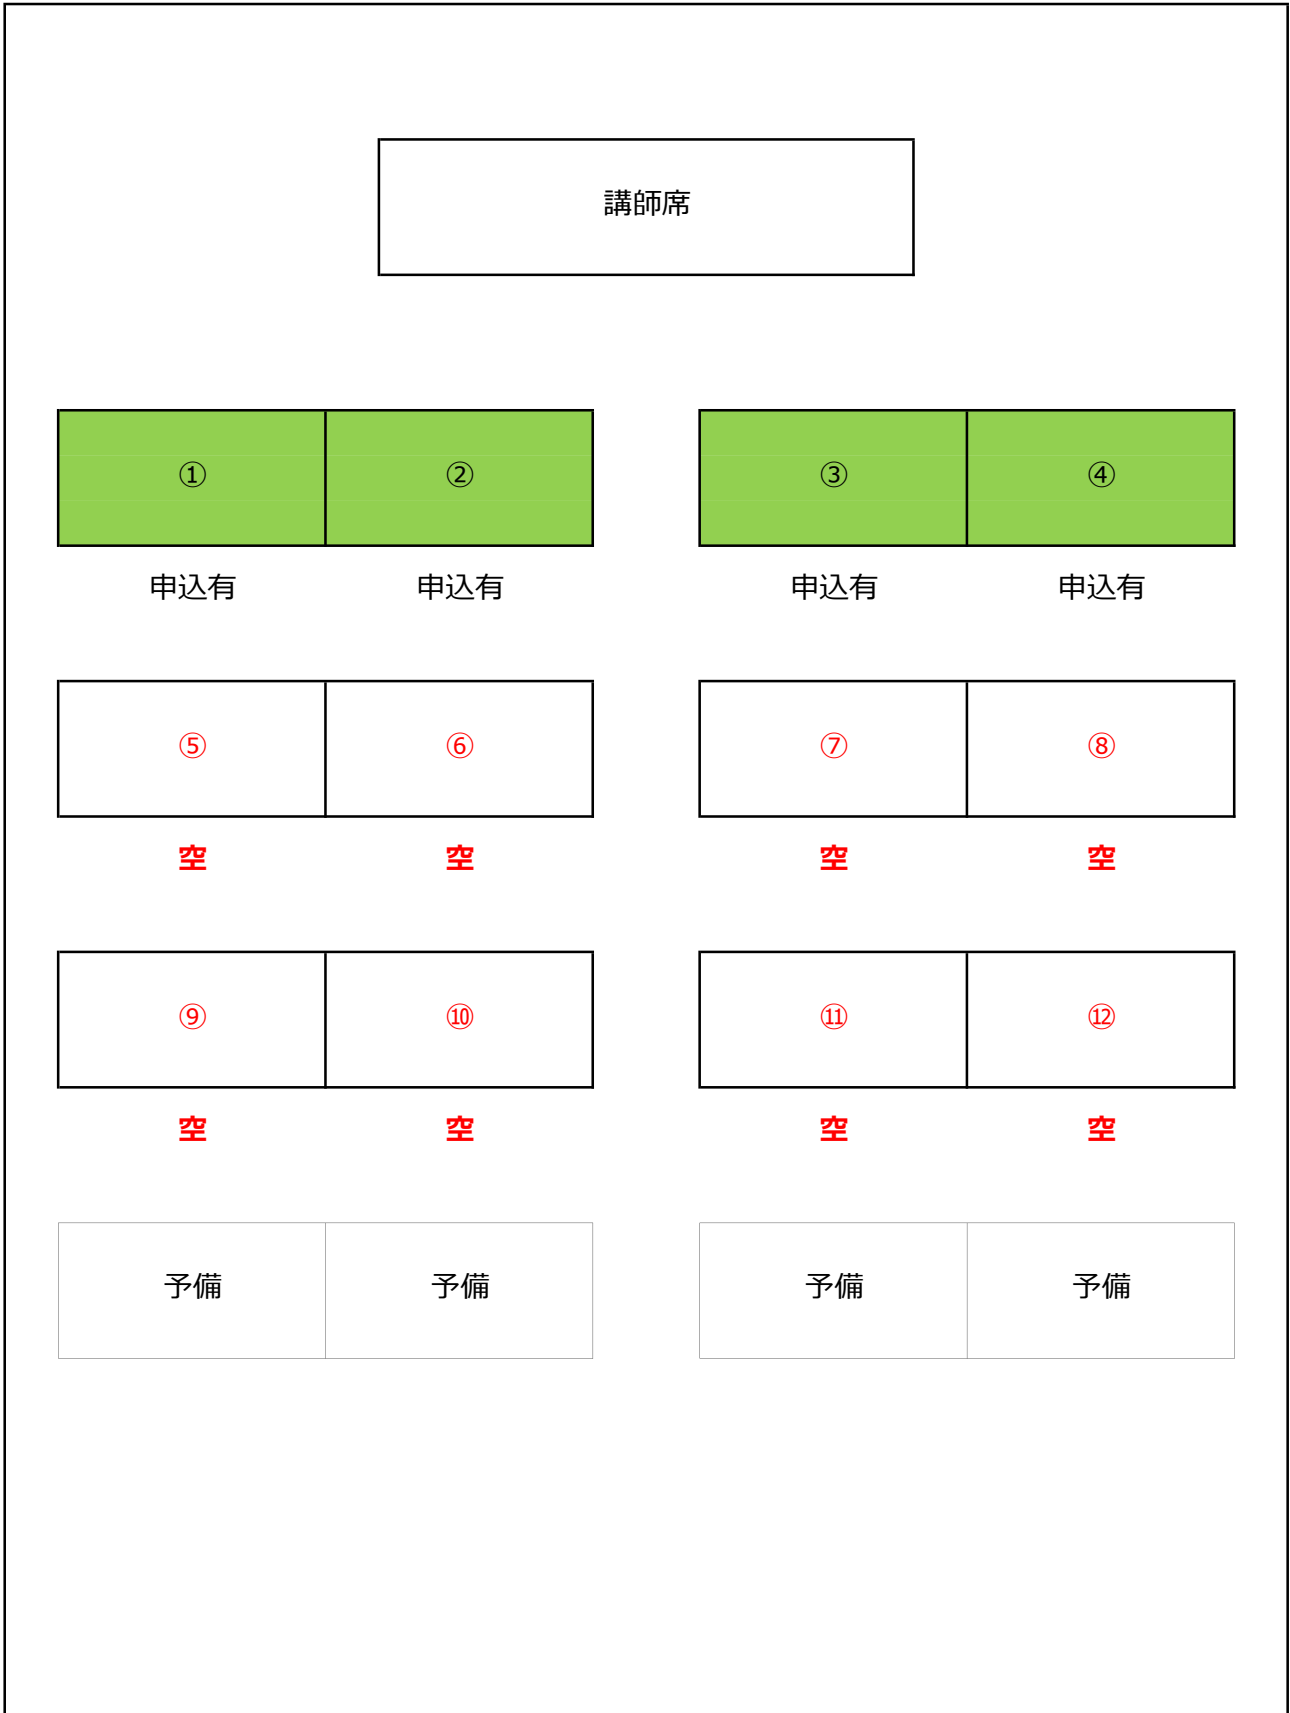 講師席
① ② ③ ④
申込有 申込有 申込有 申込有
⑤ ⑥ ⑦ ⑧
空 空 空 空
⑨ ⑩ ⑪ ⑫
空 空 空 空
予備 予備 予備 予備